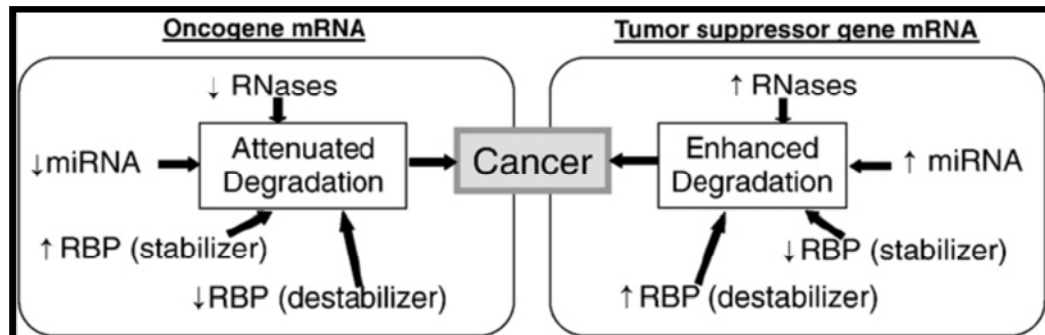 Oncogene mRNA
↓ RNases
↓miRNA
Attenuated
Degradation
↑ RBP (stabilizer)
↓RBP (destabilizer)
Cancer
Tumor suppressor gene mRNA
↑ RNases
Enhanced
Degradation
↑ miRNA
↓RBP (stabilizer)
↑RBP (destabilizer)